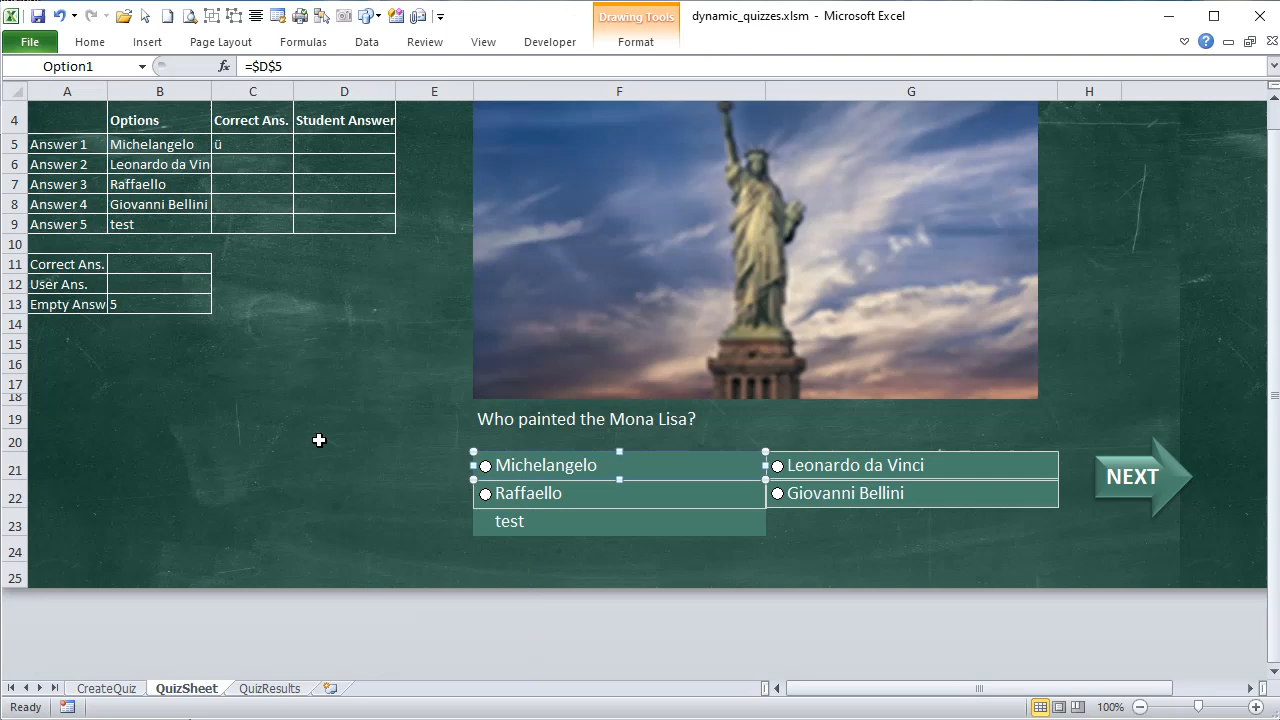 Drawing Tools
dynamic_quizzes.xlsm - Microsoft Excel
File Home Insert Page Layout Formulas Data Review View Developer Format
Option1 fx =$D$5
A B C D E F G H
4 Options Correct Ans. Student Answer
5 Answer 1 Michelangelo ü
6 Answer 2 Leonardo da Vin
7 Answer 3 Raffaello
8 Answer 4 Giovanni Bellini
9 Answer 5 test
10
11 Correct Ans.
12 User Ans.
13 Empty Answ 5
14
15
16
17
18
19 Who painted the Mona Lisa?
20
21 Michelangelo Leonardo da Vinci NEXT
22 Raffaello Giovanni Bellini
23 test
24
25
CreateQuiz QuizSheet QuizResults
Ready 100%